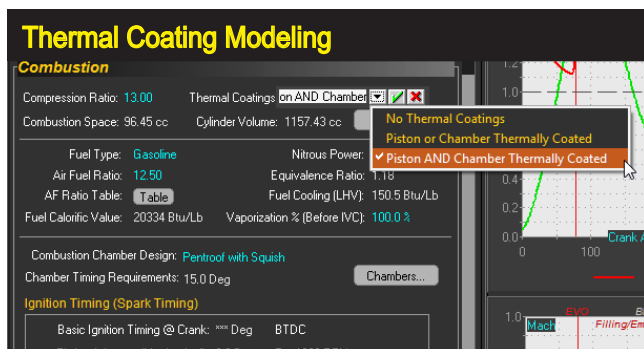 Thermal Coating Modeling
Combustion
Compression Ratio: 13.00 Thermal Coatings on AND Chamber
Combustion Space: 96.45 cc Cylinder Volume: 1157.43 cc
No Thermal Coatings
Piston or Chamber Thermally Coated
Piston AND Chamber Thermally Coated
Fuel Type: Gasoline Nitrous Power:
Air Fuel Ratio: 12.50 Equivalence Ratio: 1.18
AF Ratio Table: Table Fuel Cooling (LHV): 150.5 Btu/Lb
Fuel Calorific Value: 20334 Btu/Lb Vaporization % (Before IVC): 100.0 %
Combustion Chamber Design: Pentroof with Squish
Chamber Timing Requirements: 15.0 Deg Chambers...
Ignition Timing (Spark Timing)
Basic Ignition Timing @ Crank: *** Deg BTDC
1.2
1.0
0.4
0.2
0.0
Crank A
0 100
EVO
1.0
Mach
Filling/Em